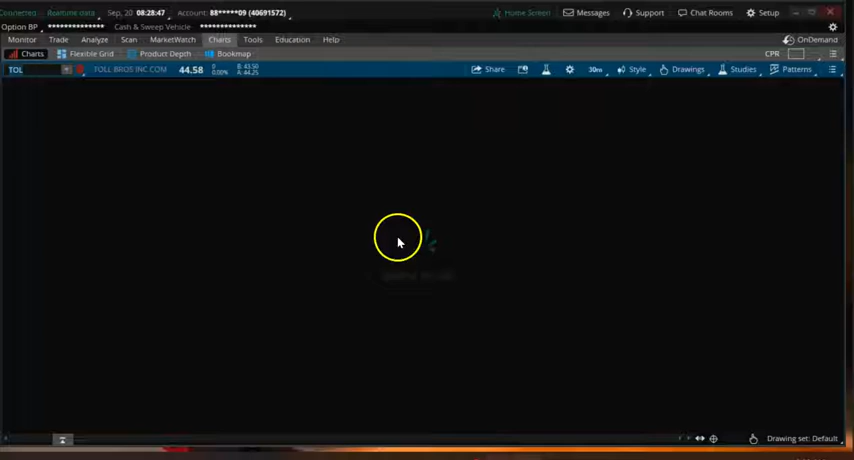 Connected Realtime data Sep, 20 08:28:47 Account: 88*****09 (40691572) Home Screen Messages Support Chat Rooms Setup
Option BP ************** Cash & Sweep Vehicle **************
Monitor Trade Analyze Scan MarketWatch Charts Tools Education Help OnDemand
Charts Flexible Grid Product Depth Bookmap CPR
TOL TOLL BROS INC COM 44.58 0 0.00% B: 43.50 A: 44.25 Share 30m Style Drawings Studies Patterns
Drawing set: Default